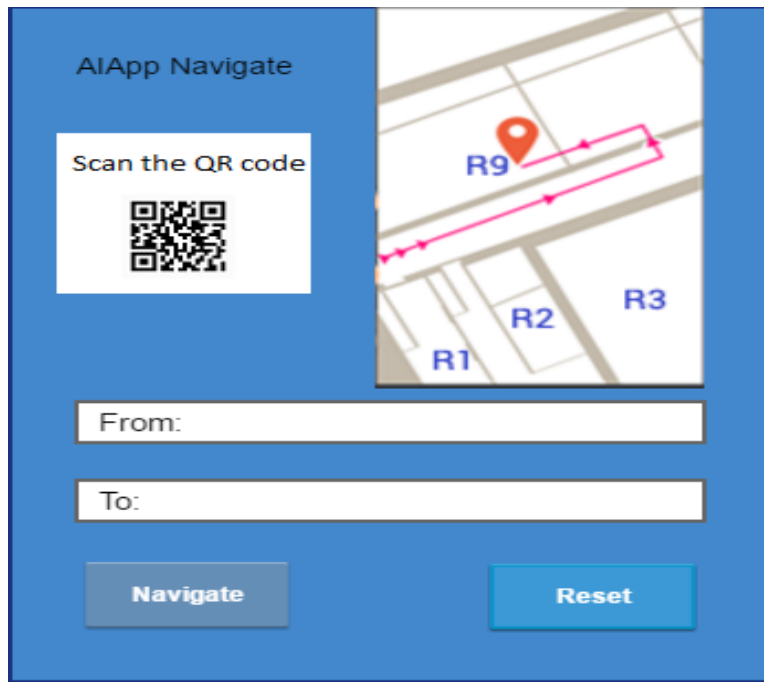 AIApp Navigate
Scan the QR code
R9
R3
R2
R1
From:
To:
Navigate
Reset